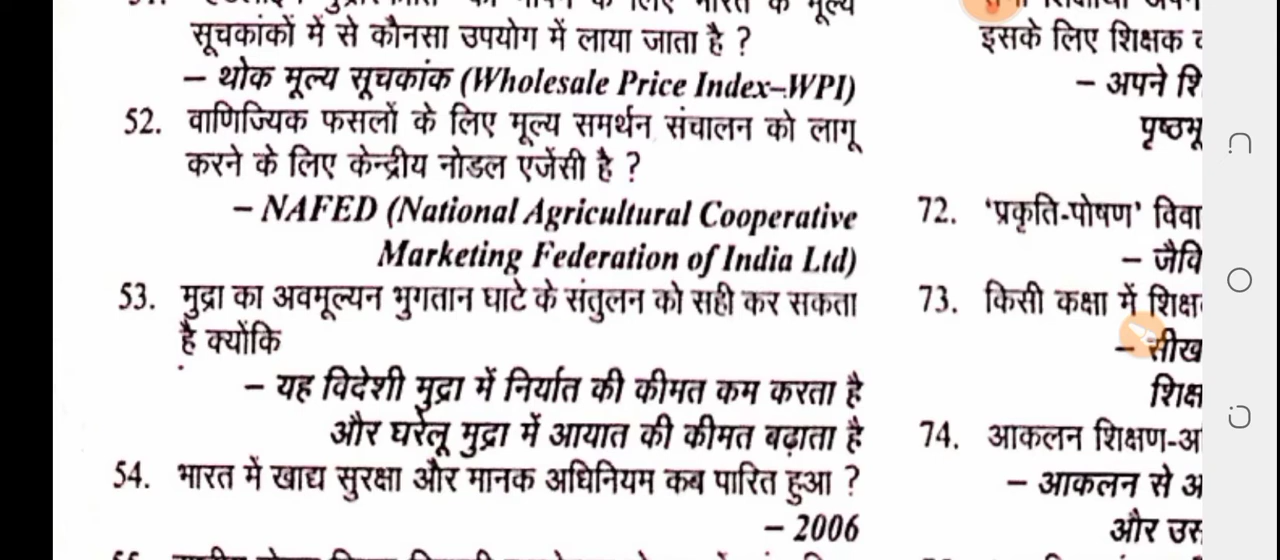 सूचकांकों में से कौनसा उपयोग में लाया जाता है ?
– थोक मूल्य सूचकांक (Wholesale Price Index–WPI)
52. वाणिज्यिक फसलों के लिए मूल्य समर्थन संचालन को लागू
करने के लिए केन्द्रीय नोडल एजेंसी है ?
– NAFED (National Agricultural Cooperative
Marketing Federation of India Ltd)
53. मुद्रा का अवमूल्यन भुगतान घाटे के संतुलन को सही कर सकता
है क्योंकि
– यह विदेशी मुद्रा में निर्यात की कीमत कम करता है
और घरेलू मुद्रा में आयात की कीमत बढ़ाता है
54. भारत में खाद्य सुरक्षा और मानक अधिनियम कब पारित हुआ ?
– 2006
इसके लिए शिक्षक
– अपने
72. ‘प्रकृति-पोषण’
73. किसी कक्षा में
74. आकलन
– आकलन से
और